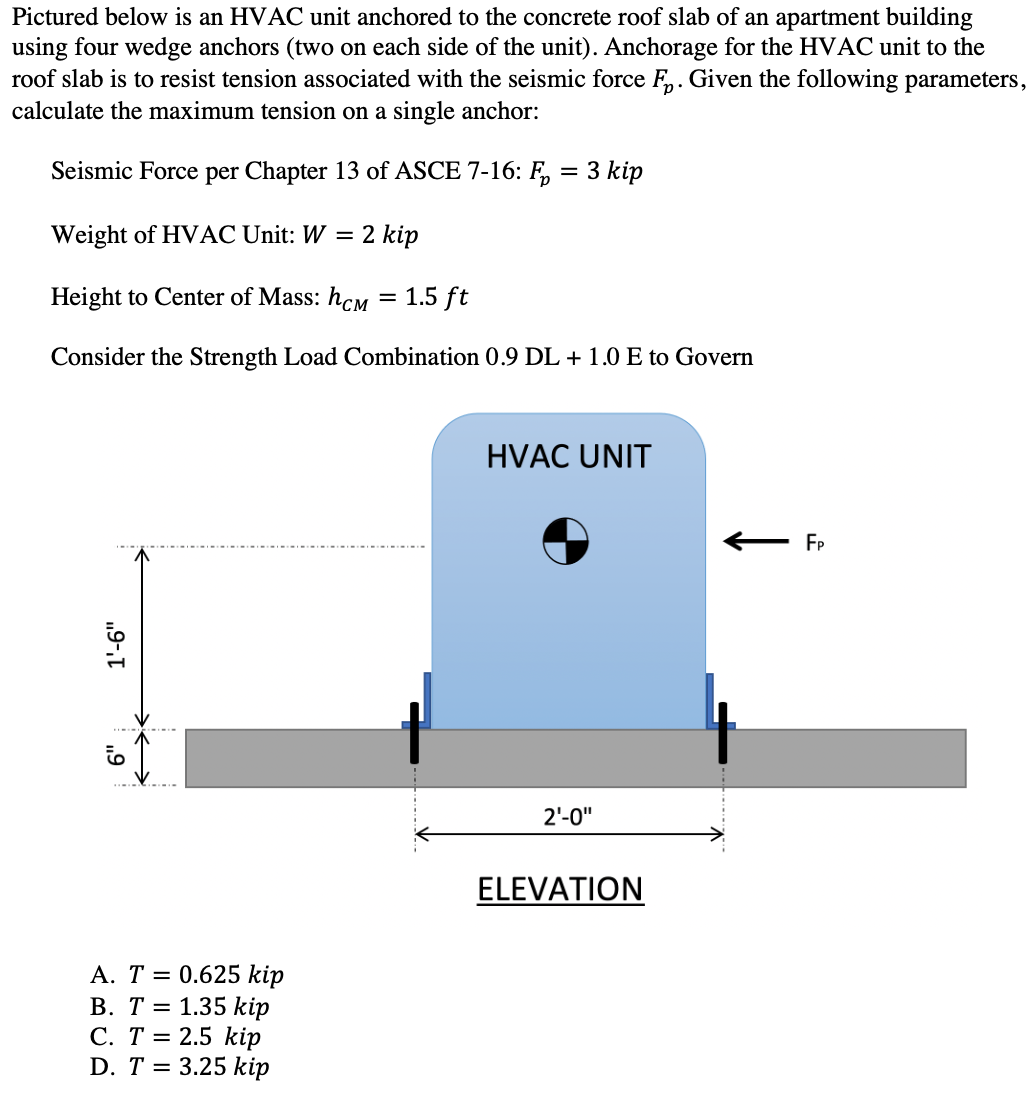 Pictured below is an HVAC unit anchored to the concrete roof slab of an apartment building
using four wedge anchors (two on each side of the unit). Anchorage for the HVAC unit to the
roof slab is to resist tension associated with the seismic force Fₚ. Given the following parameters,
calculate the maximum tension on a single anchor:
Seismic Force per Chapter 13 of ASCE 7-16: Fₚ = 3 kip
Weight of HVAC Unit: W = 2 kip
Height to Center of Mass: h_CM = 1.5 ft
Consider the Strength Load Combination 0.9 DL + 1.0 E to Govern
HVAC UNIT
FP
1'-6"
6"
2'-0"
ELEVATION
A. T = 0.625 kip
B. T = 1.35 kip
C. T = 2.5 kip
D. T = 3.25 kip